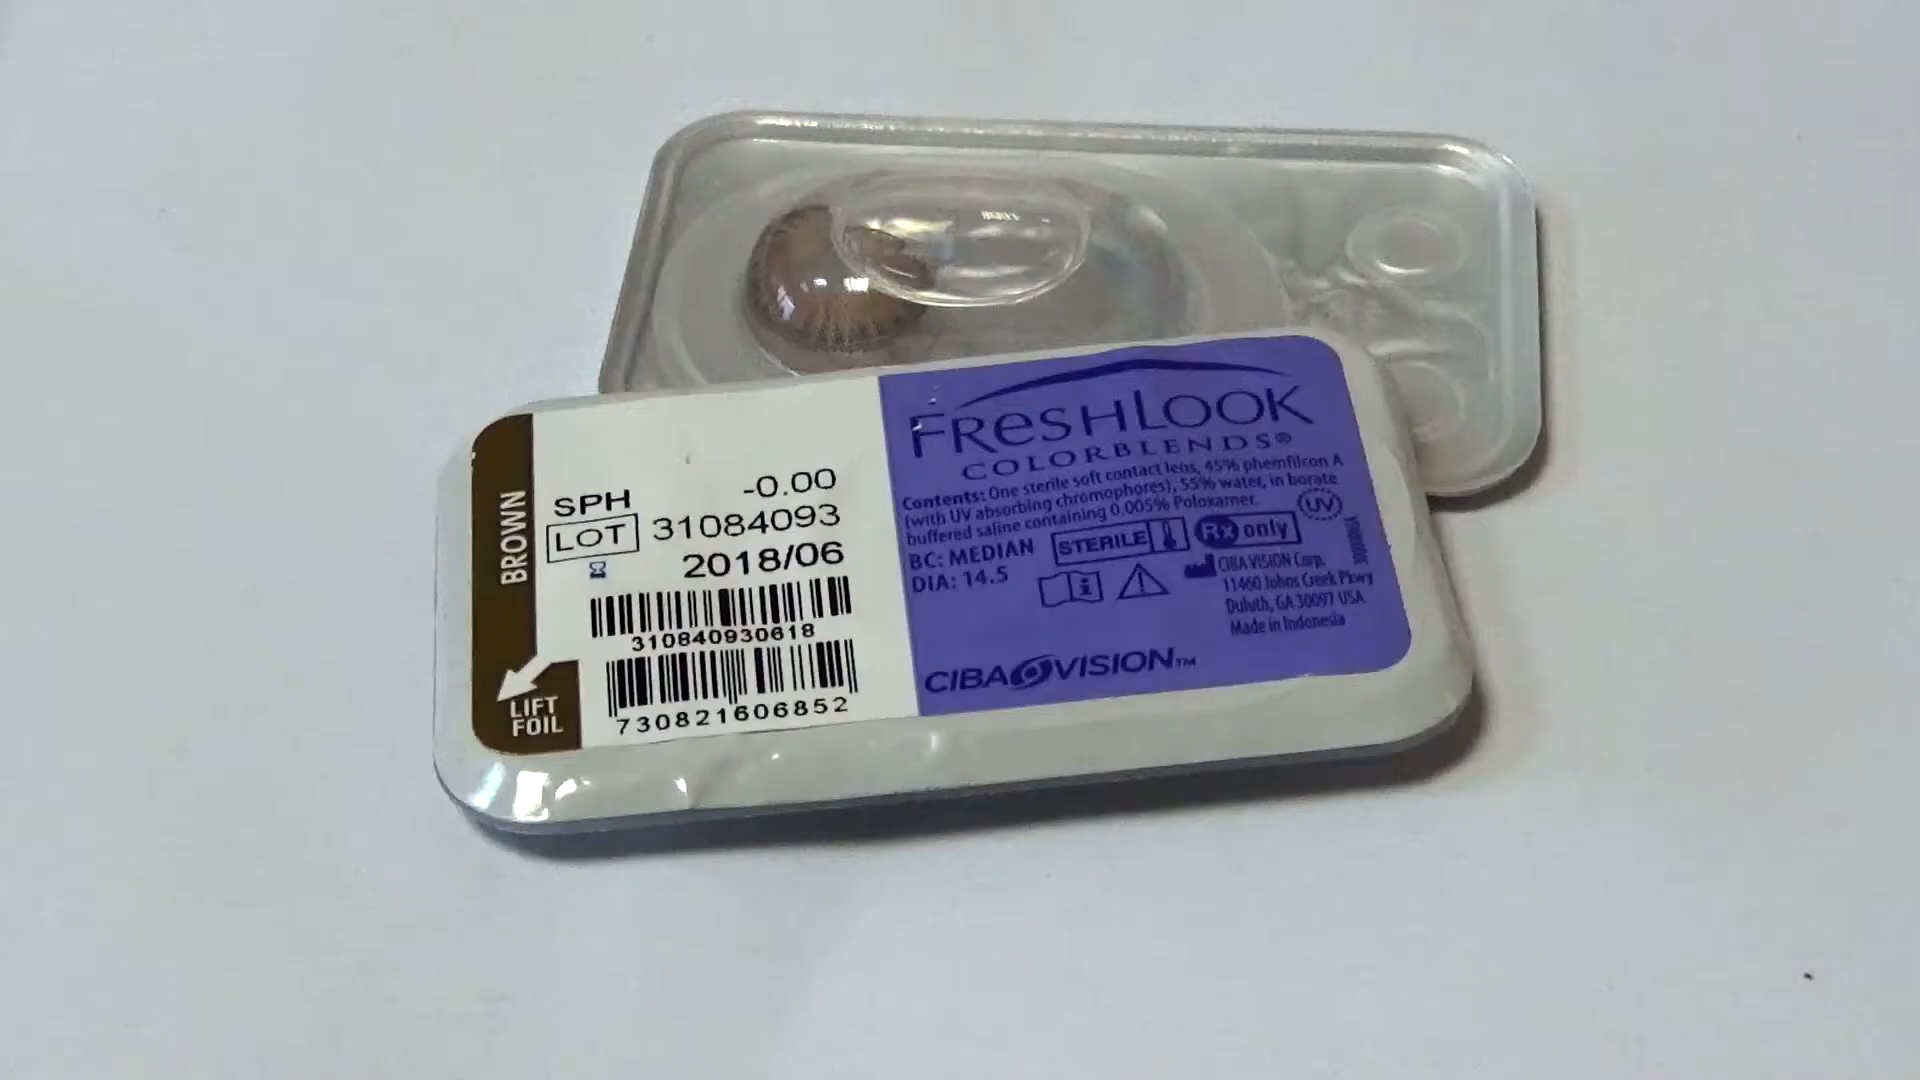 BROWN
LIFT
FOIL
SPH -0.00
LOT 31084093
2018/06
310840930618
730821606852
FRESHLOOK
COLORBLENDS®
Contents: One sterile soft contact lens, 45% phemfilcon A
(with UV absorbing chromophores), 55% water, in borate
buffered saline containing 0.005% Poloxamer.
UV
BC: MEDIAN
DIA: 14.5
STERILE
Rx only
CIBA VISION Corp.
11460 Johns Creek Pkwy
Duluth, GA 30097 USA
Made in Indonesia
CIBA VISION™